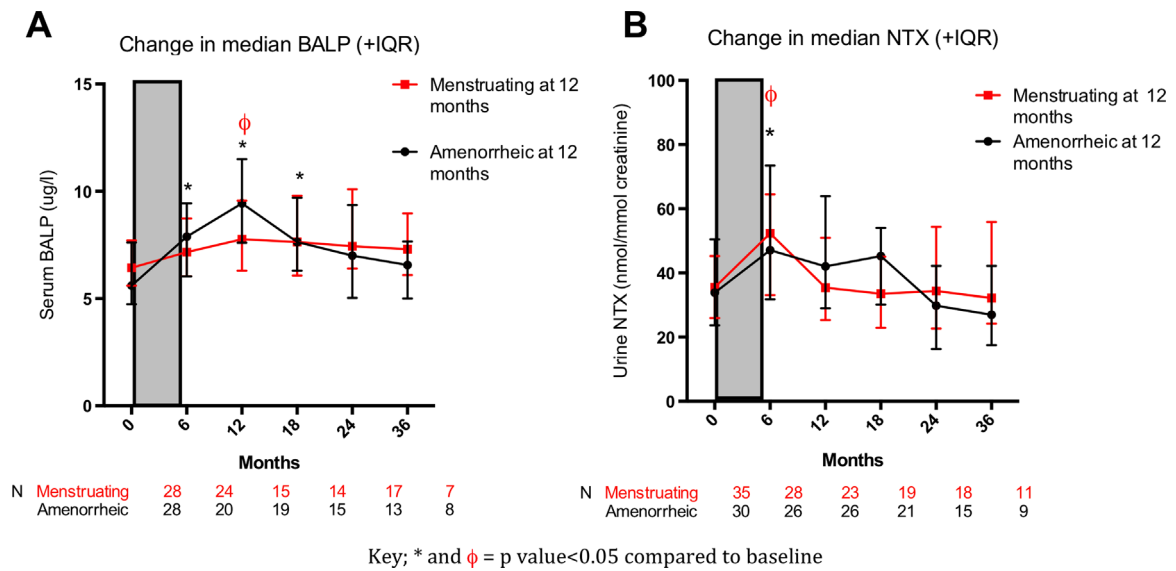 A
Change in median BALP (+IQR)
Serum BALP (ug/l)
15
10
5
0
ϕ
*
*
*
Menstruating at 12
months
Amenorrheic at 12
months
0 6 12 18 24 36
Months
N Menstruating 28 24 15 14 17 7
Amenorrheic 28 20 19 15 13 8
B
Change in median NTX (+IQR)
Urine NTX (nmol/mmol creatinine)
100
80
60
40
20
0
ϕ
*
Menstruating at 12
months
Amenorrheic at 12
months
0 6 12 18 24 36
Months
N Menstruating 35 28 23 19 18 11
Amenorrheic 30 26 26 21 15 9
Key; * and ϕ = p value<0.05 compared to baseline